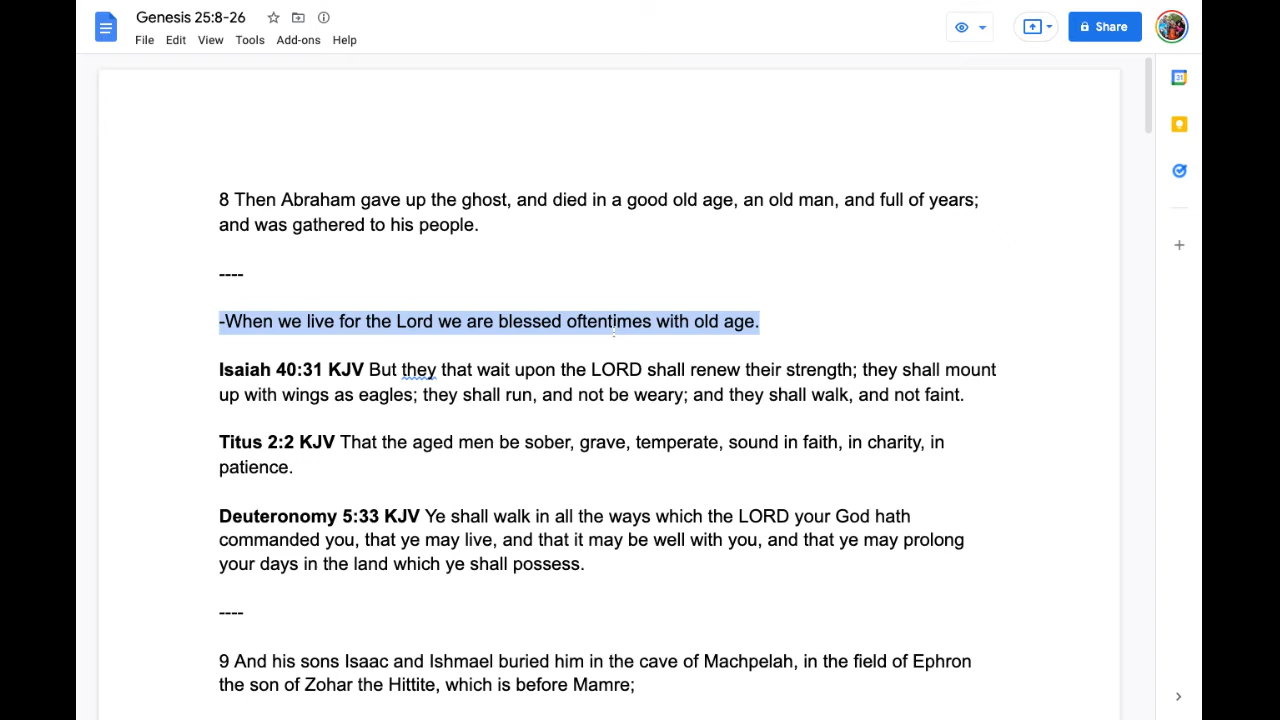 Genesis 25:8-26
File Edit View Tools Add-ons Help
Share
31
8 Then Abraham gave up the ghost, and died in a good old age, an old man, and full of years;
and was gathered to his people.
----
-When we live for the Lord we are blessed oftentimes with old age.
Isaiah 40:31 KJV But they that wait upon the LORD shall renew their strength; they shall mount
up with wings as eagles; they shall run, and not be weary; and they shall walk, and not faint.
Titus 2:2 KJV That the aged men be sober, grave, temperate, sound in faith, in charity, in
patience.
Deuteronomy 5:33 KJV Ye shall walk in all the ways which the LORD your God hath
commanded you, that ye may live, and that it may be well with you, and that ye may prolong
your days in the land which ye shall possess.
----
9 And his sons Isaac and Ishmael buried him in the cave of Machpelah, in the field of Ephron
the son of Zohar the Hittite, which is before Mamre;